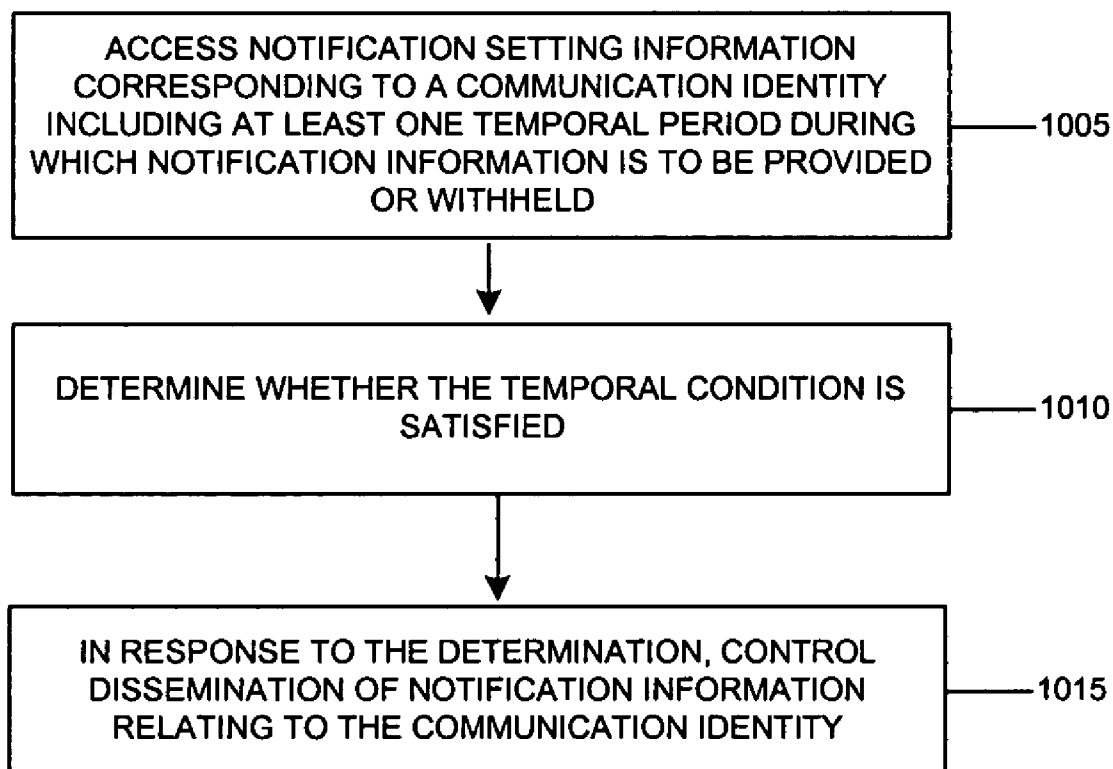 ACCESS NOTIFICATION SETTING INFORMATION
CORRESPONDING TO A COMMUNICATION IDENTITY
INCLUDING AT LEAST ONE TEMPORAL PERIOD DURING
WHICH NOTIFICATION INFORMATION IS TO BE PROVIDED
OR WITHHELD
1005
DETERMINE WHETHER THE TEMPORAL CONDITION IS
SATISFIED
1010
IN RESPONSE TO THE DETERMINATION, CONTROL
DISSEMINATION OF NOTIFICATION INFORMATION
RELATING TO THE COMMUNICATION IDENTITY
1015